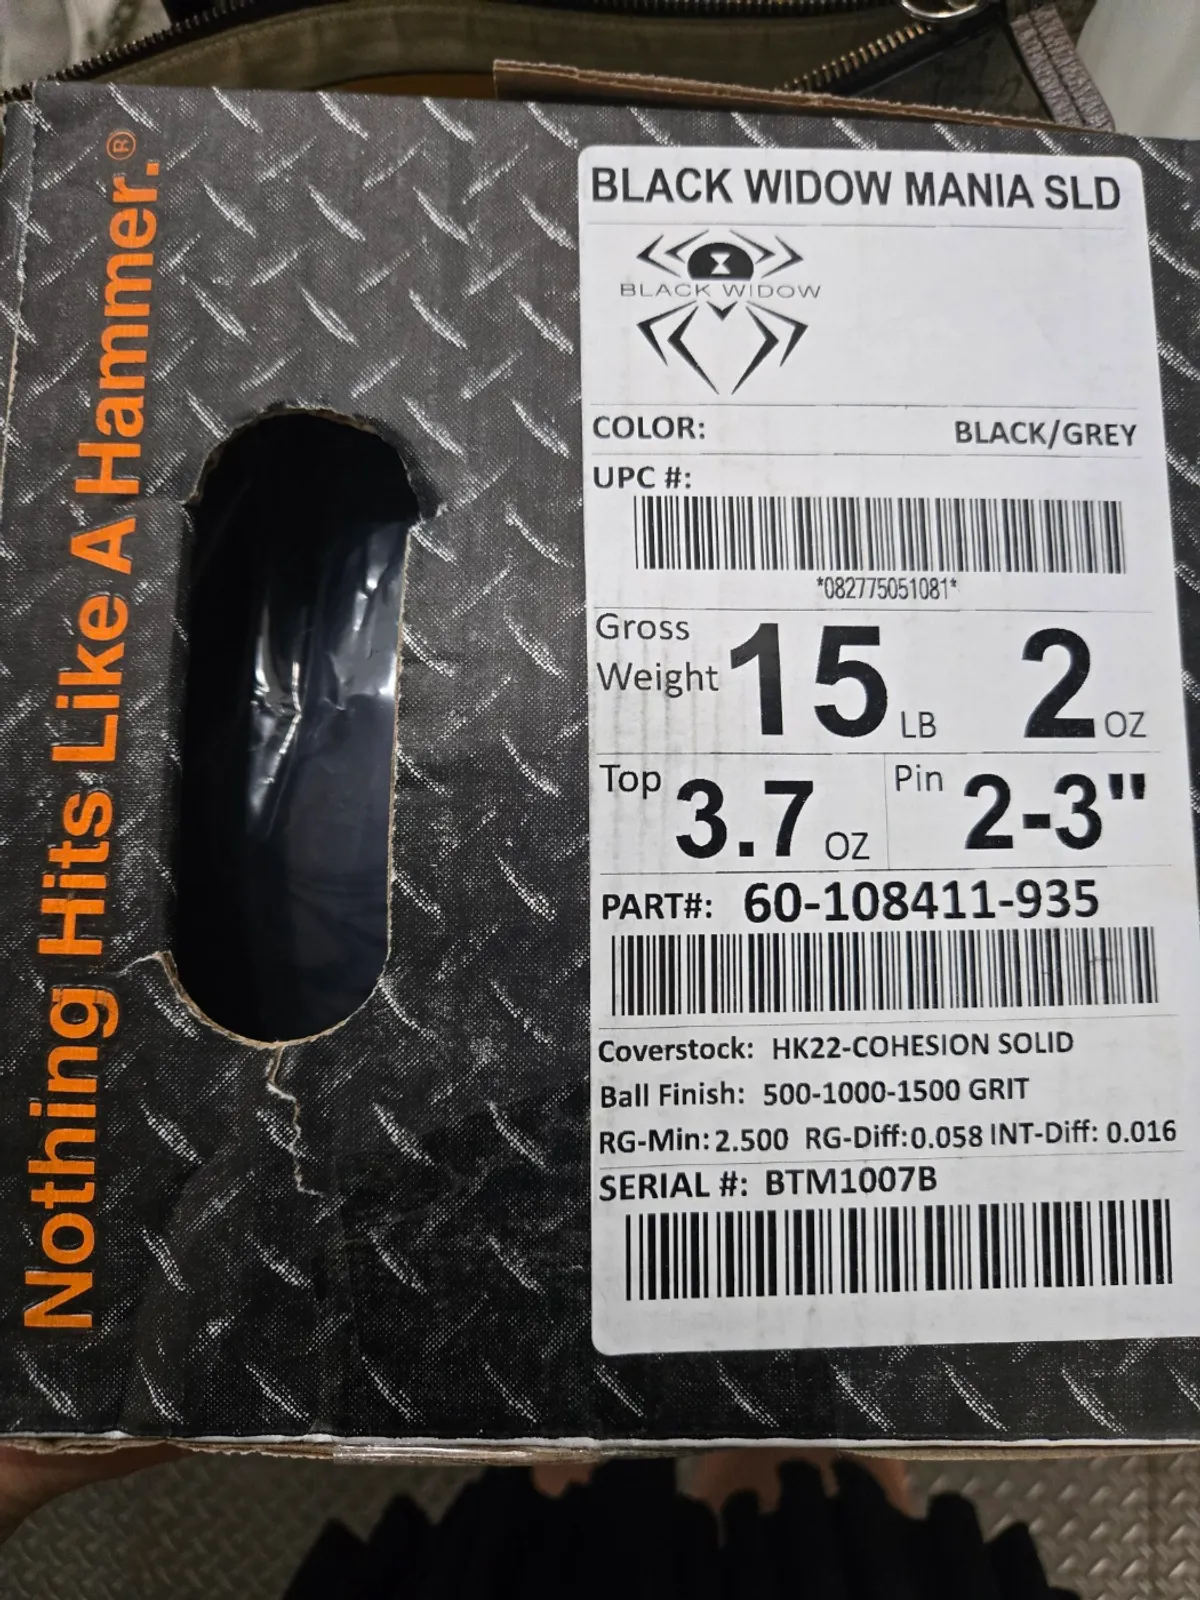 Nothing Hits Like A Hammer.®
BLACK WIDOW MANIA SLD
BLACK WIDOW
COLOR: BLACK/GREY
UPC #:
*082775051081*
Gross Weight 15 LB 2 OZ
Top 3.7 OZ Pin 2-3"
PART#: 60-108411-935
Coverstock: HK22-COHESION SOLID
Ball Finish: 500-1000-1500 GRIT
RG-Min: 2.500 RG-Diff: 0.058 INT-Diff: 0.016
SERIAL #: BTM1007B